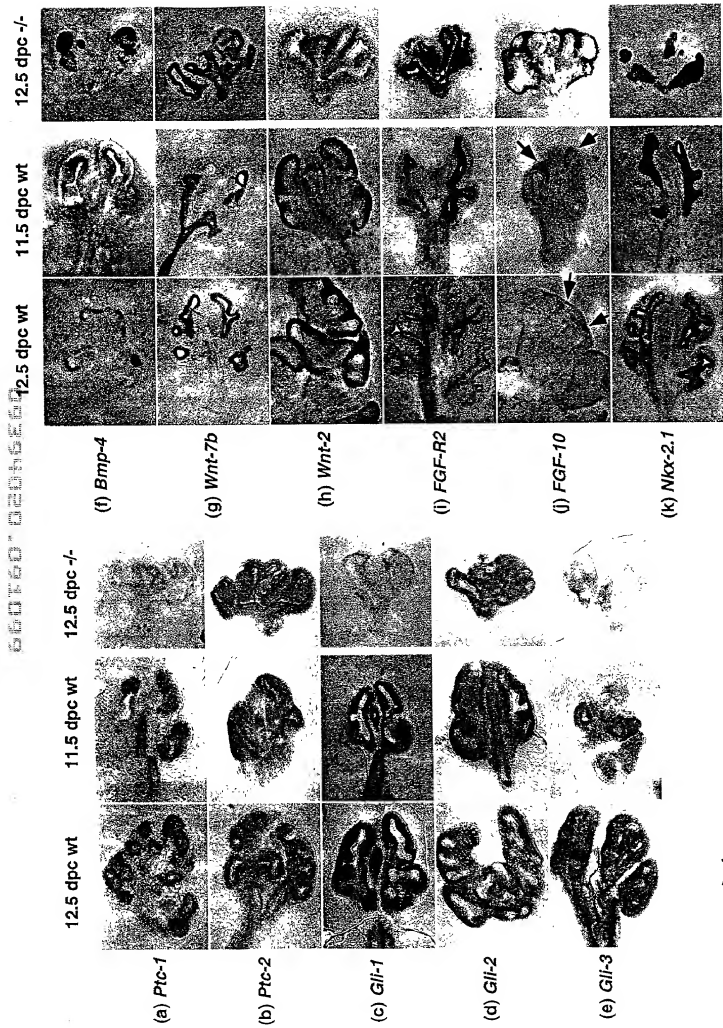 12.5 dpc wt 11.5 dpc wt 12.5 dpc -/-
(a) Ptc-1
(b) Ptc-2
(c) Gli-1
(d) Gli-2
(e) Gli-3
12.5 dpc wt 11.5 dpc wt 12.5 dpc -/-
(f) Bmp-4
(g) Wnt-7b
(h) Wnt-2
(i) FGF-R2
(j) FGF-10
(k) Nkx-2.1